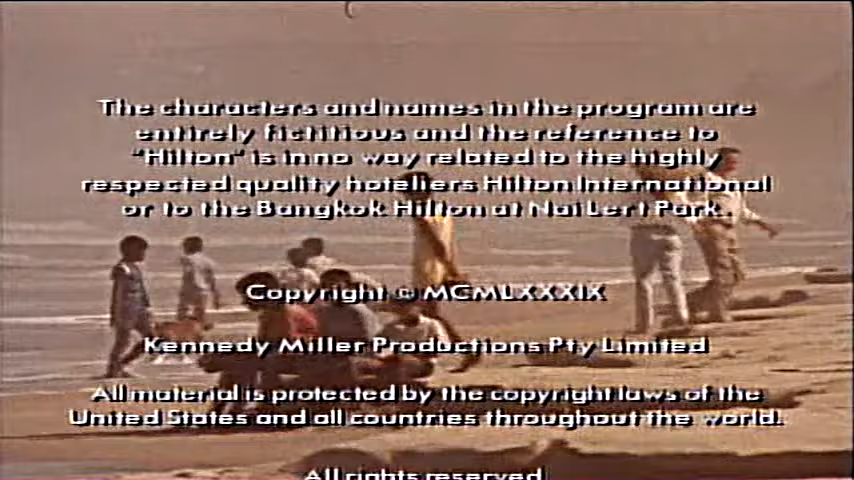 The characters and names in the program are
entirely fictitious and the reference to
"Hilton" is in no way related to the highly
respected quality hoteliers Hilton International
or to the Bangkok Hilton at Nai Lert Park.
Copyright © MCMLXXXIX
Kennedy Miller Productions Pty Limited
All material is protected by the copyright laws of the
United States and all countries throughout the world.
All rights reserved